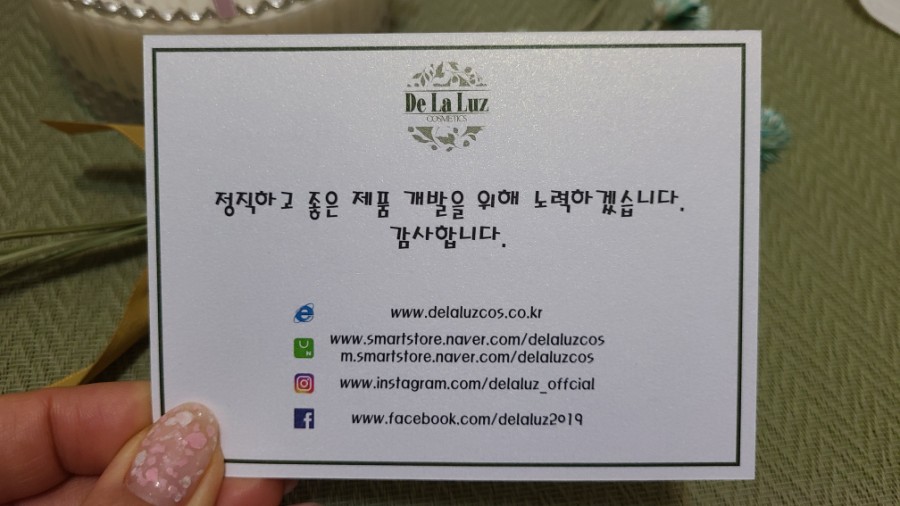 De La Luz
COSMETICS
정직하고 좋은 제품 개발을 위해 노력하겠습니다.
감사합니다.
www.delaluzcos.co.kr
www.smartstore.naver.com/delaluzcos
m.smartstore.naver.com/delaluzcos
www.instagram.com/delaluz_offcial
www.facebook.com/delaluz2019